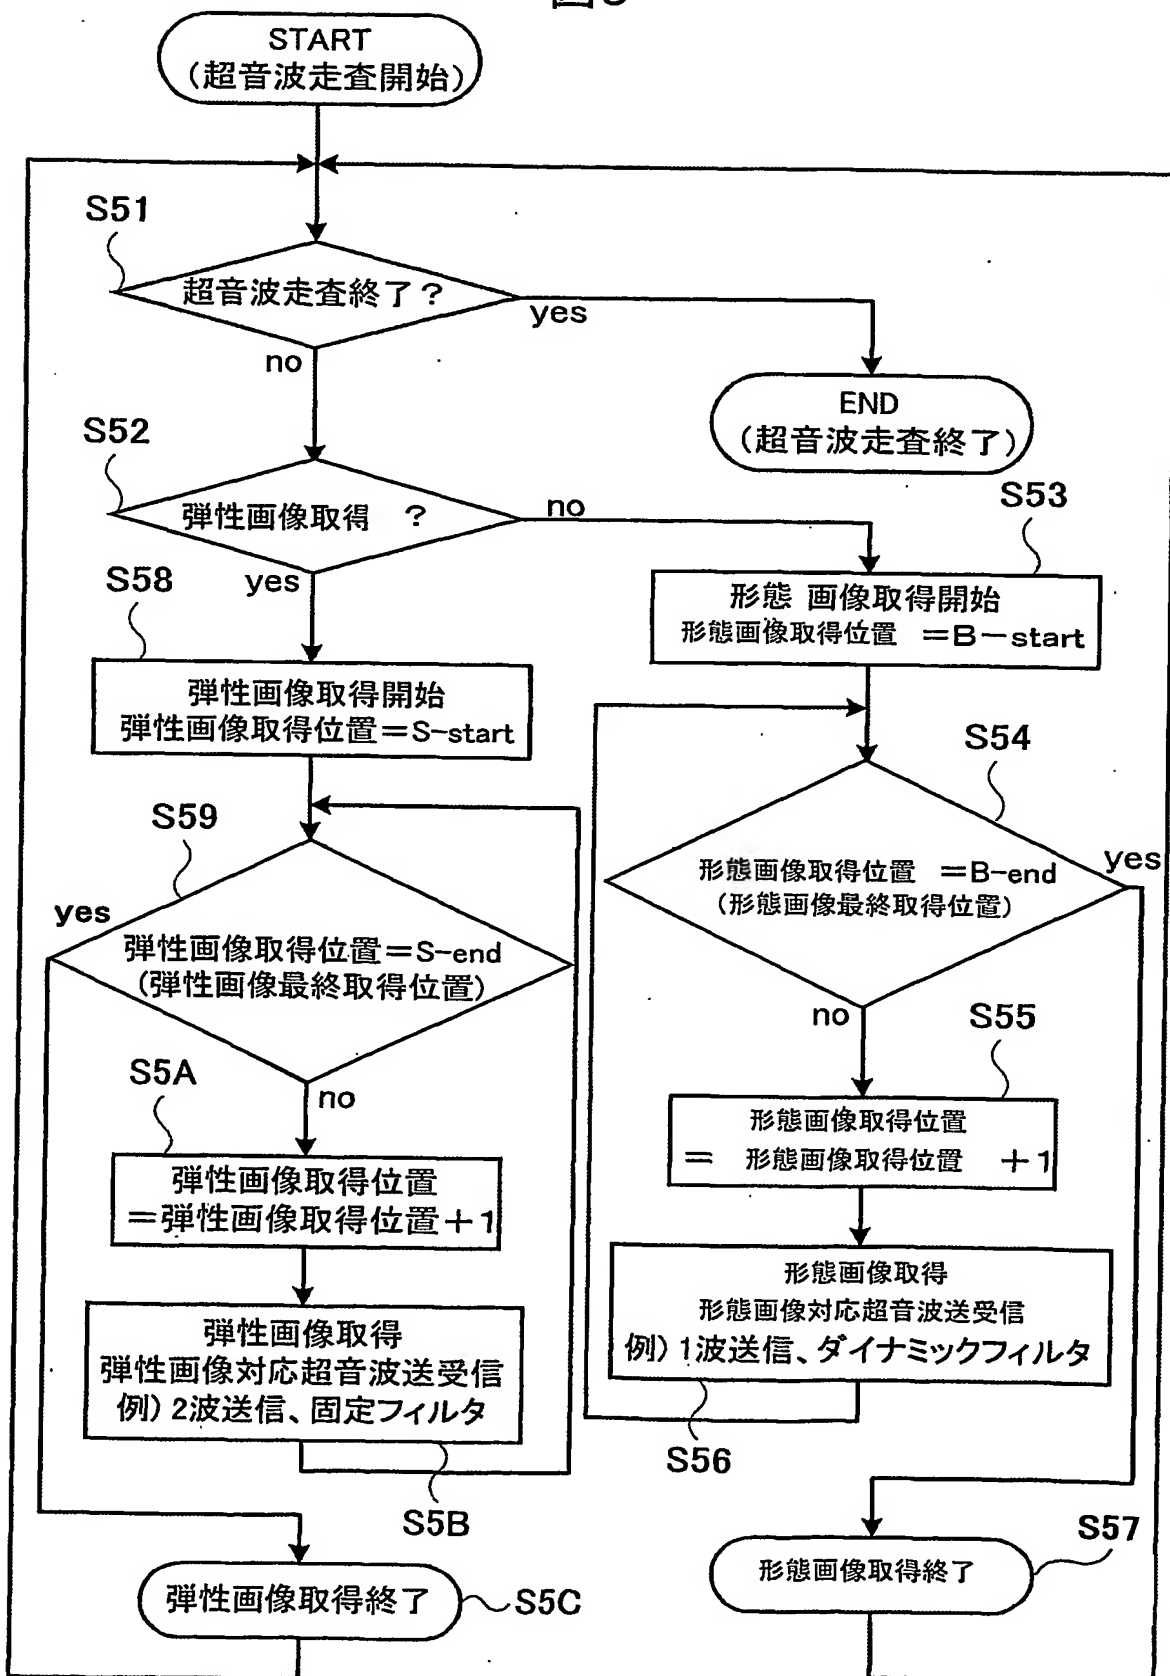 START
(超音波走査開始)
S51
超音波走査終了?
yes
no
END
(超音波走査終了)
S52
弾性画像取得 ?
no
yes
S53
形態 画像取得開始
形態画像取得位置 =B-start
S58
弾性画像取得開始
弾性画像取得位置=S-start
S54
形態画像取得位置 =B-end
(形態画像最終取得位置)
yes
no
S59
yes
弾性画像取得位置=S-end
(弾性画像最終取得位置)
no
S55
形態画像取得位置
= 形態画像取得位置 +1
S5A
弾性画像取得位置
=弾性画像取得位置+1
形態画像取得
形態画像対応超音波送受信
例)1波送信、ダイナミックフィルタ
S56
弾性画像取得
弾性画像対応超音波送受信
例)2波送信、固定フィルタ
S5B
形態画像取得終了
S57
弾性画像取得終了
S5C